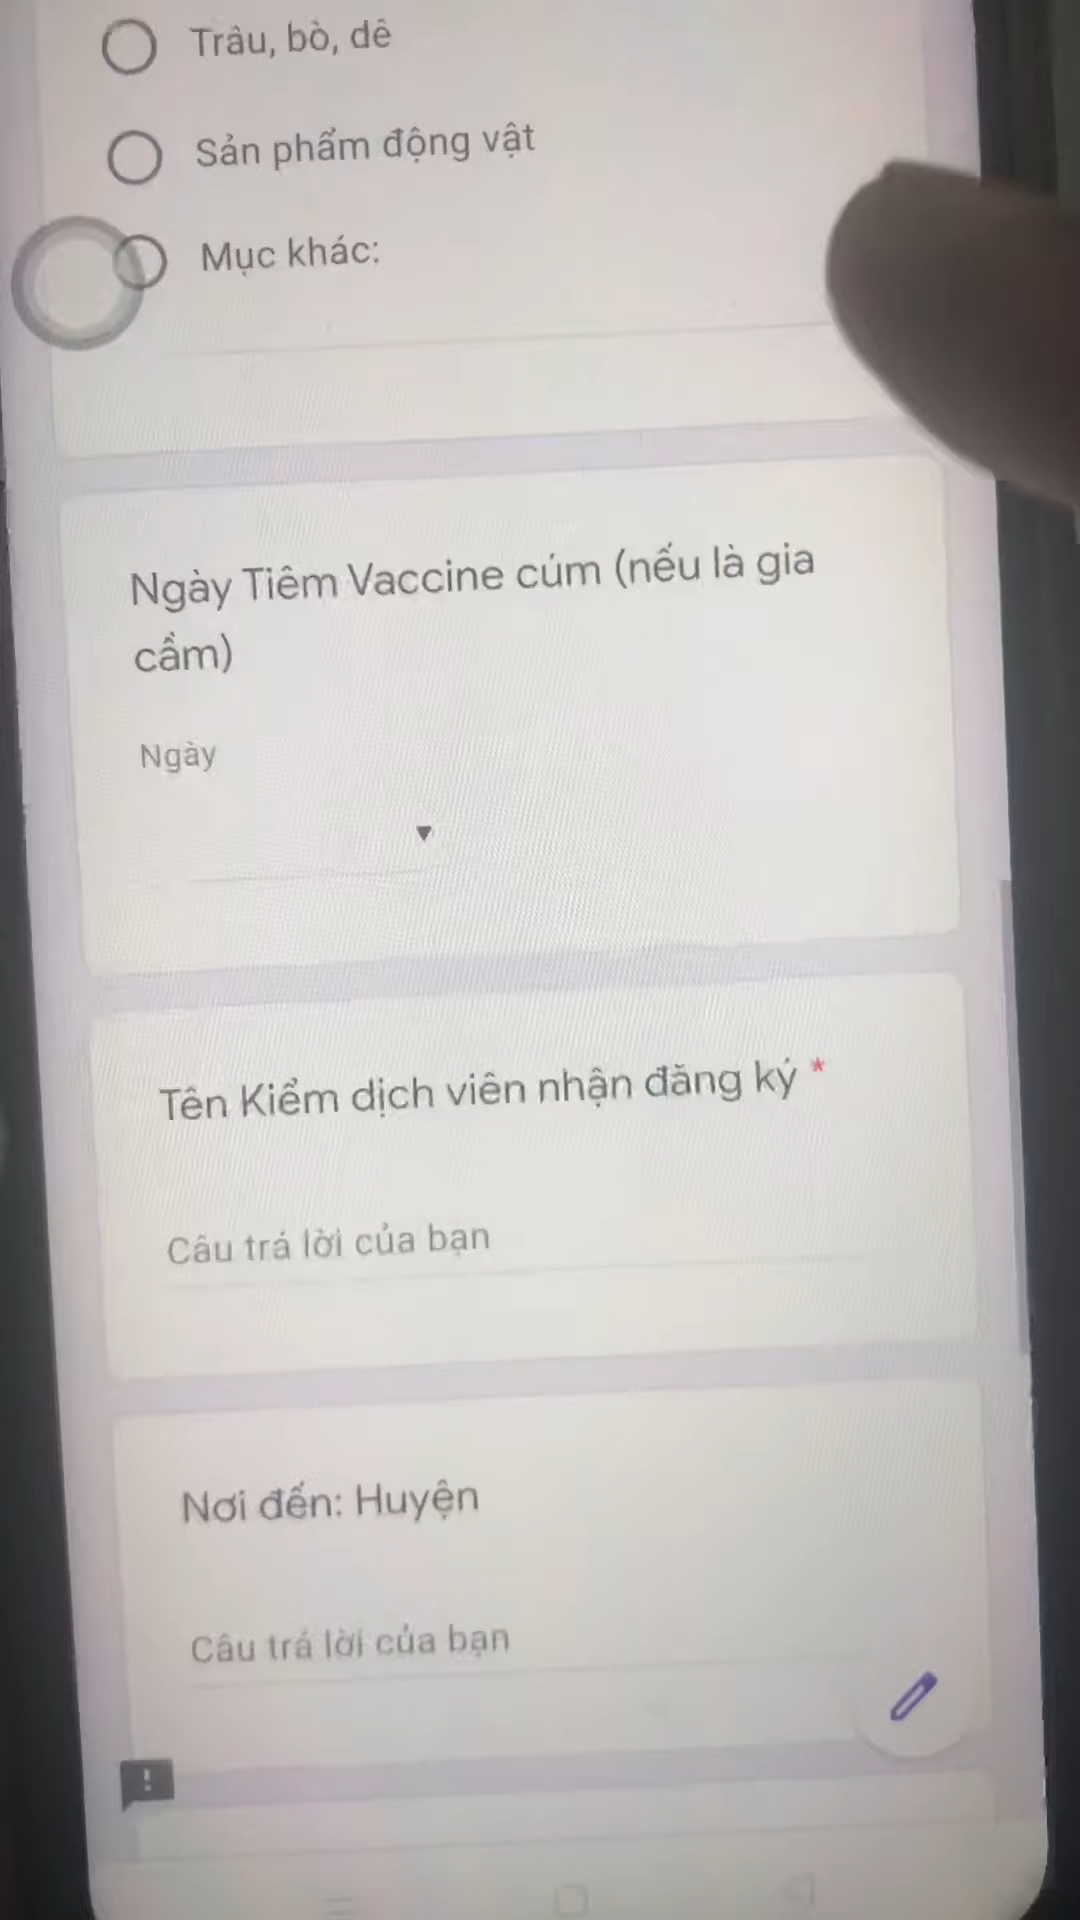 Trâu, bò, dê
Sản phẩm động vật
Mục khác:
Ngày Tiêm Vaccine cúm (nếu là gia
cầm)
Ngày
Tên Kiểm dịch viên nhận đăng ký *
Câu trả lời của bạn
Nơi đến: Huyện
Câu trả lời của bạn